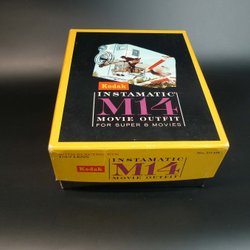 Kodak
INSTAMATIC
M14
MOVIE OUTFIT
FOR SUPER 8 MOVIES
Kodak
INSTAMATIC
M14
MOVIE OUTFIT